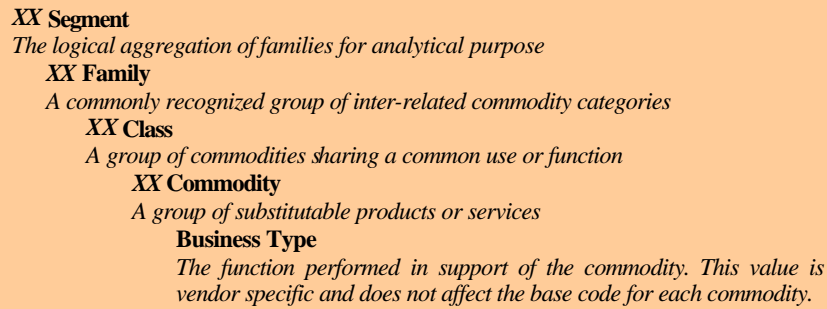 XX Segment
The logical aggregation of families for analytical purpose
XX Family
A commonly recognized group of inter-related commodity categories
XX Class
A group of commodities sharing a common use or function
XX Commodity
A group of substitutable products or services
Business Type
The function performed in support of the commodity. This value is
vendor specific and does not affect the base code for each commodity.